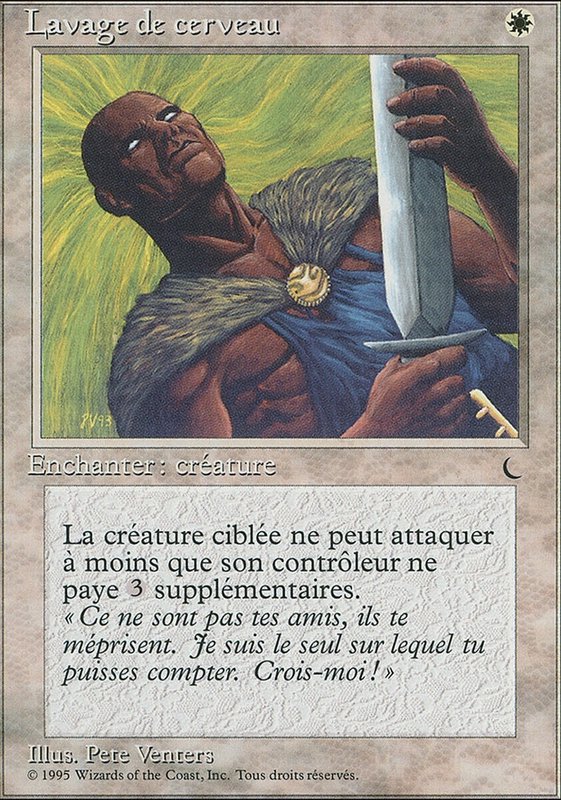 Lavage de cerveau
PV93
Enchanter : créature
La créature ciblée ne peut attaquer
à moins que son contrôleur ne
paye 3 supplémentaires.
« Ce ne sont pas tes amis, ils te
méprisent. Je suis le seul sur lequel tu
puisses compter. Crois-moi ! »
Illus. Pete Venters
© 1995 Wizards of the Coast, Inc. Tous droits réservés.